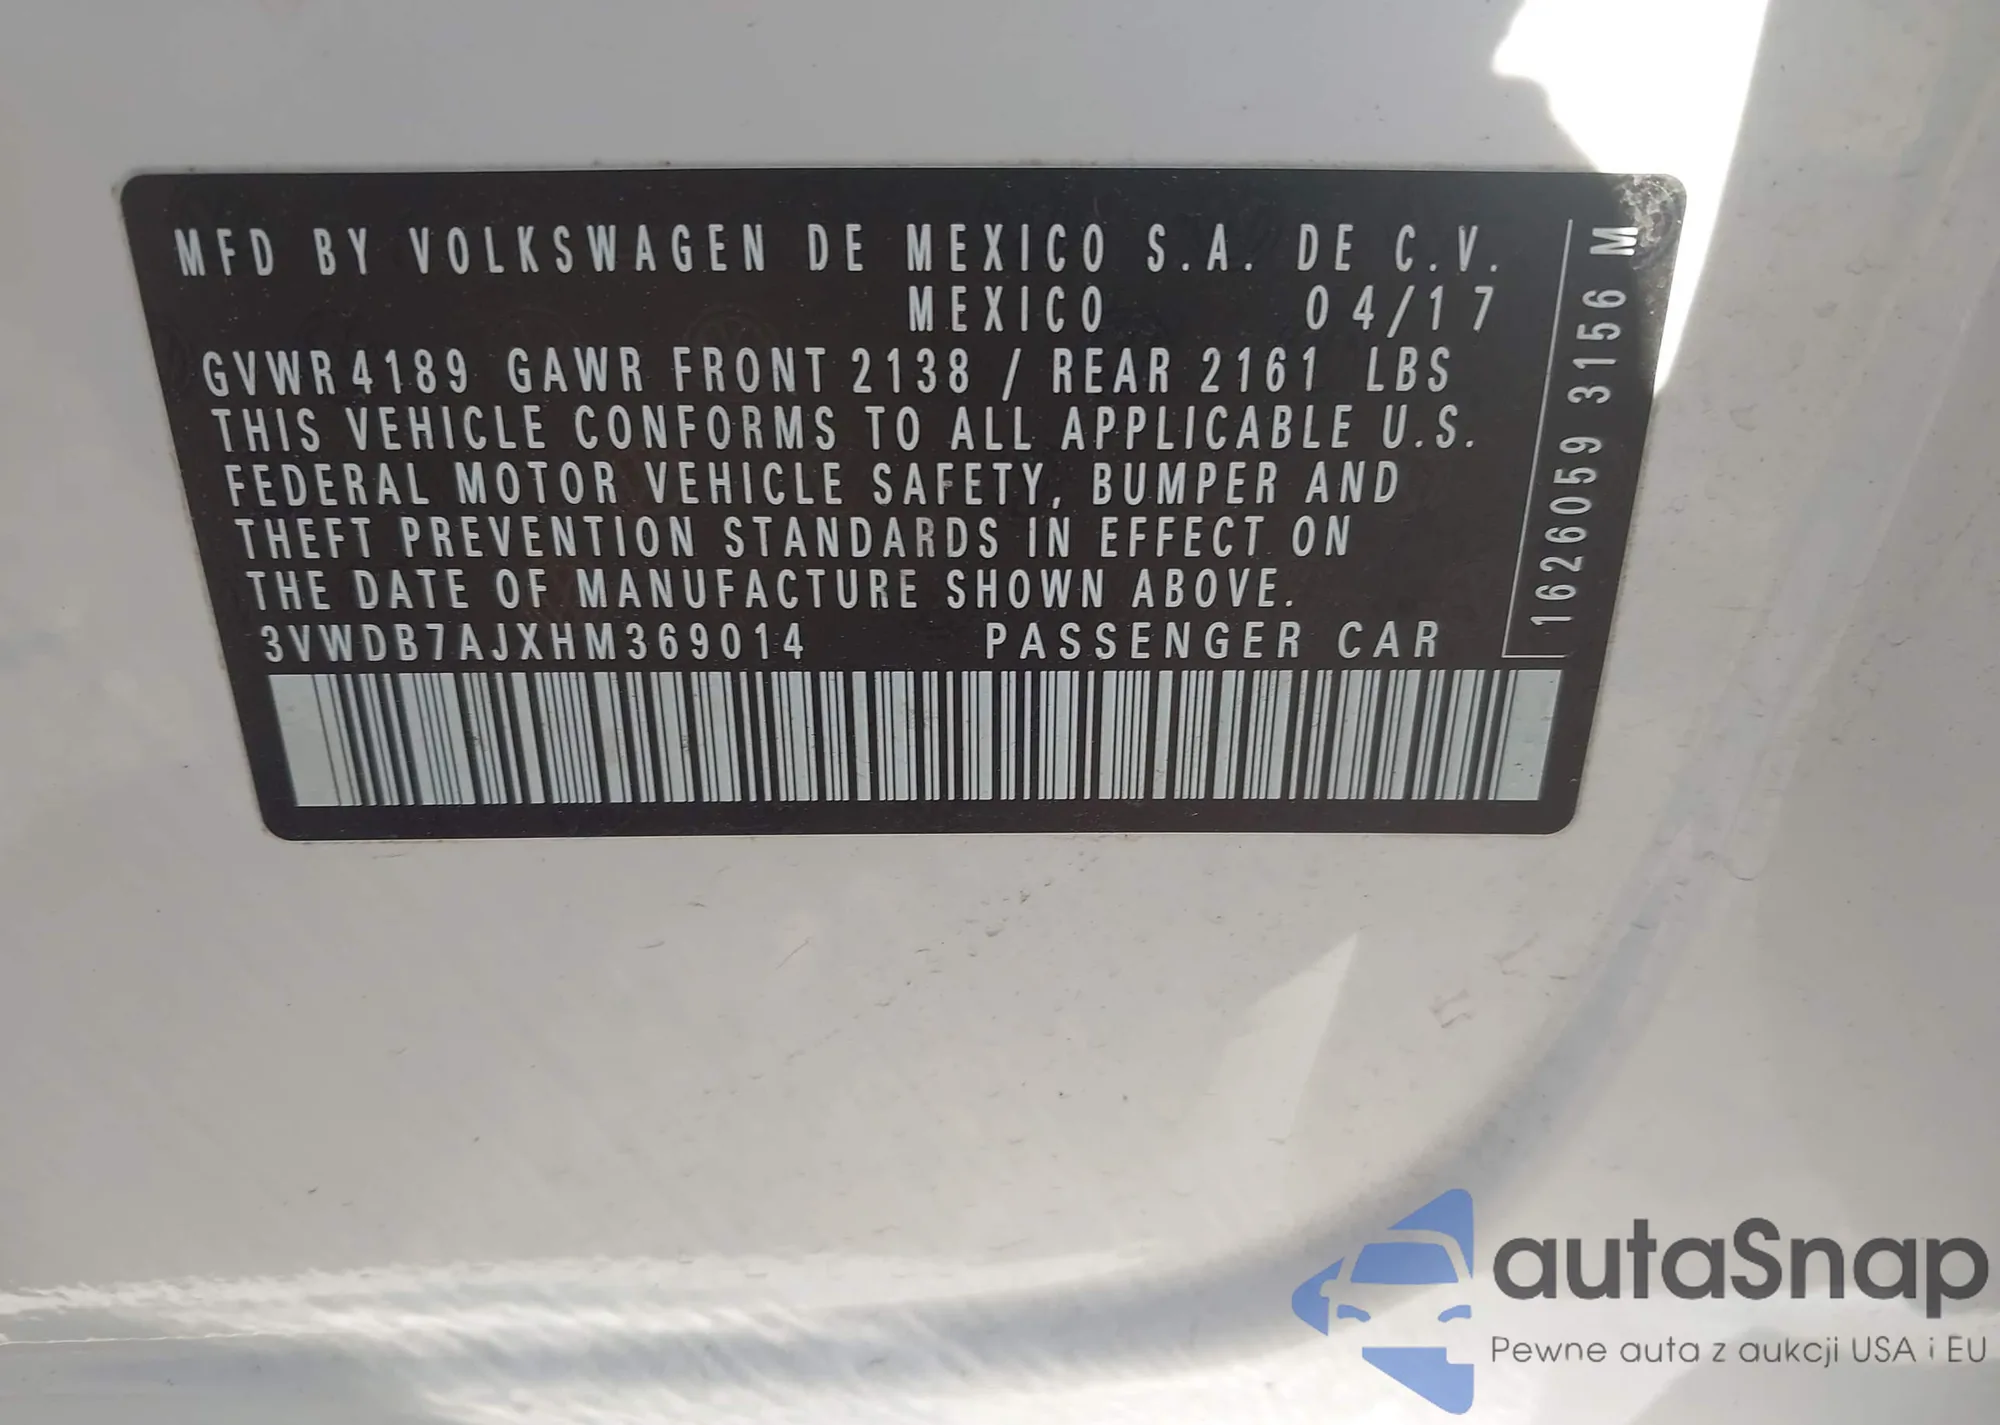 MFD BY VOLKSWAGEN DE MEXICO S.A. DE C.V.
MEXICO 04/17
GVWR 4189 GAWR FRONT 2138 / REAR 2161 LBS
THIS VEHICLE CONFORMS TO ALL APPLICABLE U.S.
FEDERAL MOTOR VEHICLE SAFETY, BUMPER AND
THEFT PREVENTION STANDARDS IN EFFECT ON
THE DATE OF MANUFACTURE SHOWN ABOVE.
3VWDB7AJXHM369014 PASSENGER CAR
1626059 3156 M
autaSnap
Pewne auta z aukcji USA i EU